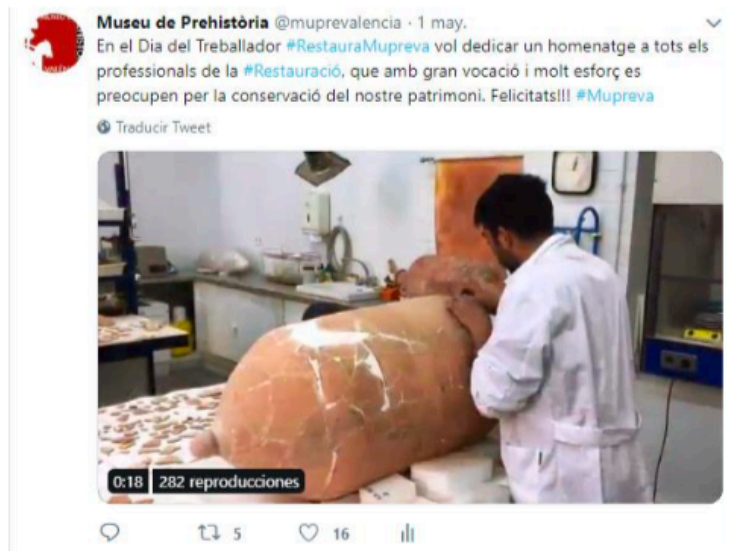 Museu de Prehistòria @muprevalencia · 1 may.
En el Dia del Treballador #RestauraMupreva vol dedicar un homenatge a tots els
professionals de la #Restauració, que amb gran vocació i molt esforç es
preocupen per la conservació del nostre patrimoni. Felicitats!!! #Mupreva
Traducir Tweet
0:18 282 reproducciones
5 16